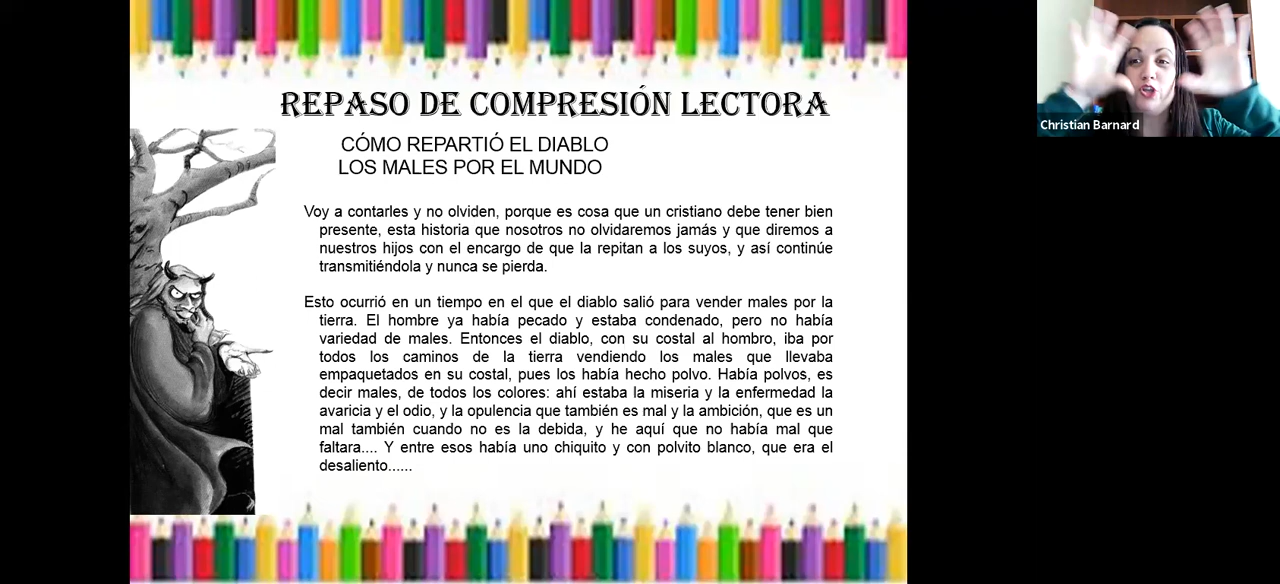 REPASO DE COMPRESIÓN LECTORA
CÓMO REPARTIÓ EL DIABLO
LOS MALES POR EL MUNDO
Voy a contarles y no olviden, porque es cosa que un cristiano debe tener bien
presente, esta historia que nosotros no olvidaremos jamás y que diremos a
nuestros hijos con el encargo de que la repitan a los suyos, y así continúe
transmitiéndola y nunca se pierda.
Esto ocurrió en un tiempo en el que el diablo salió para vender males por la
tierra. El hombre ya había pecado y estaba condenado, pero no había
variedad de males. Entonces el diablo, con su costal al hombro, iba por
todos los caminos de la tierra vendiendo los males que llevaba
empaquetados en su costal, pues los había hecho polvo. Había polvos, es
decir males, de todos los colores: ahí estaba la miseria y la enfermedad la
avaricia y el odio, y la opulencia que también es mal y la ambición, que es un
mal también cuando no es la debida, y he aquí que no había mal que
faltara.... Y entre esos había uno chiquito y con polvito blanco, que era el
desaliento......
Christian Barnard